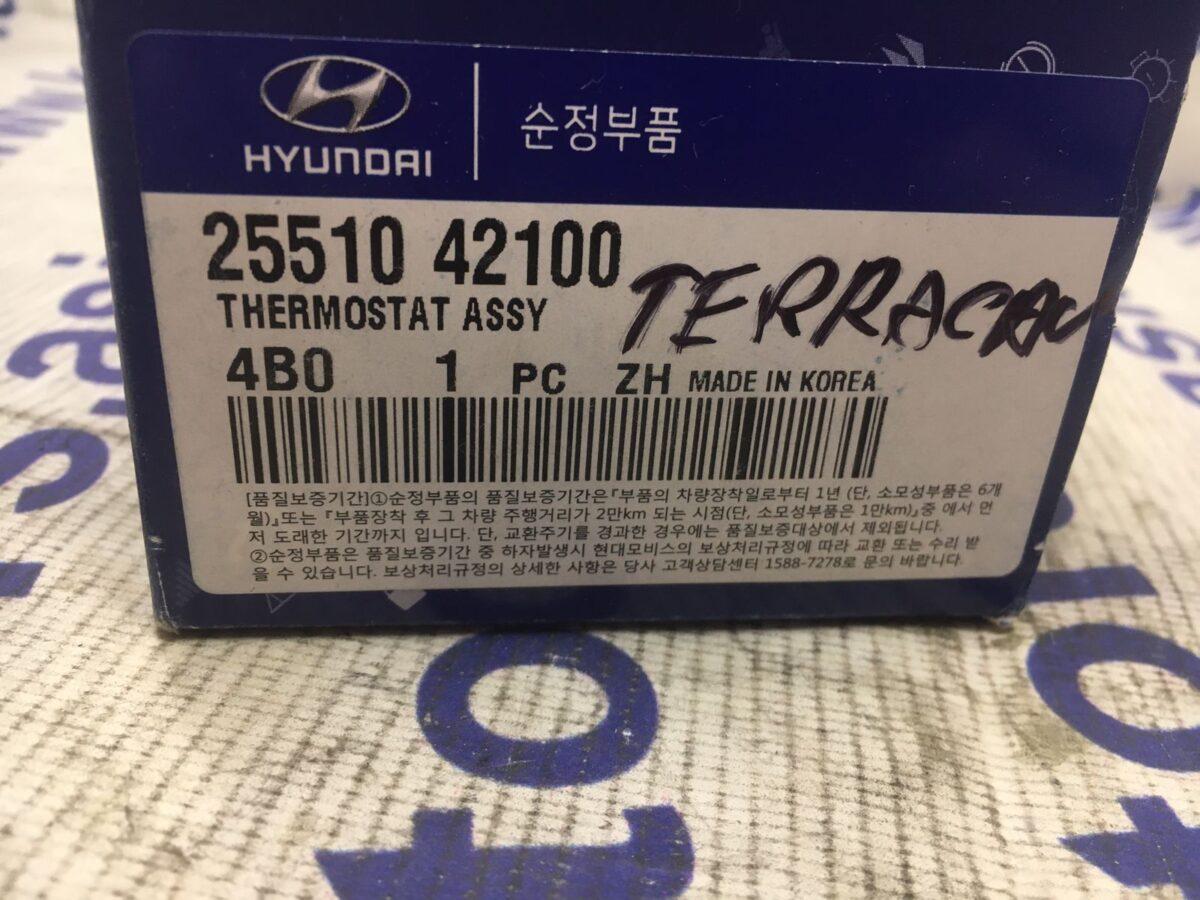 HYUNDAI
순정부품
25510 42100
THERMOSTAT ASSY
TERRACAN
4B0 1 PC ZH MADE IN KOREA
[품질보증기간]①순정부품의 품질보증기간은『부품의 차량장착일로부터 1년 (단, 소모성부품은 6개
월)』또는 『부품장착 후 그 차량 주행거리가 2만km 되는 시점(단, 소모성부품은 1만km)』중 에서 먼
저 도래한 기간까지 입니다. 단, 교환주기를 경과한 경우에는 품질보증대상에서 제외됩니다.
②순정부품은 품질보증기간 중 하자발생시 현대모비스의 보상처리규정에 따라 교환 또는 수리 받
을 수 있습니다. 보상처리규정의 상세한 사항은 당사 고객상담센터 1588-7278로 문의 바랍니다.